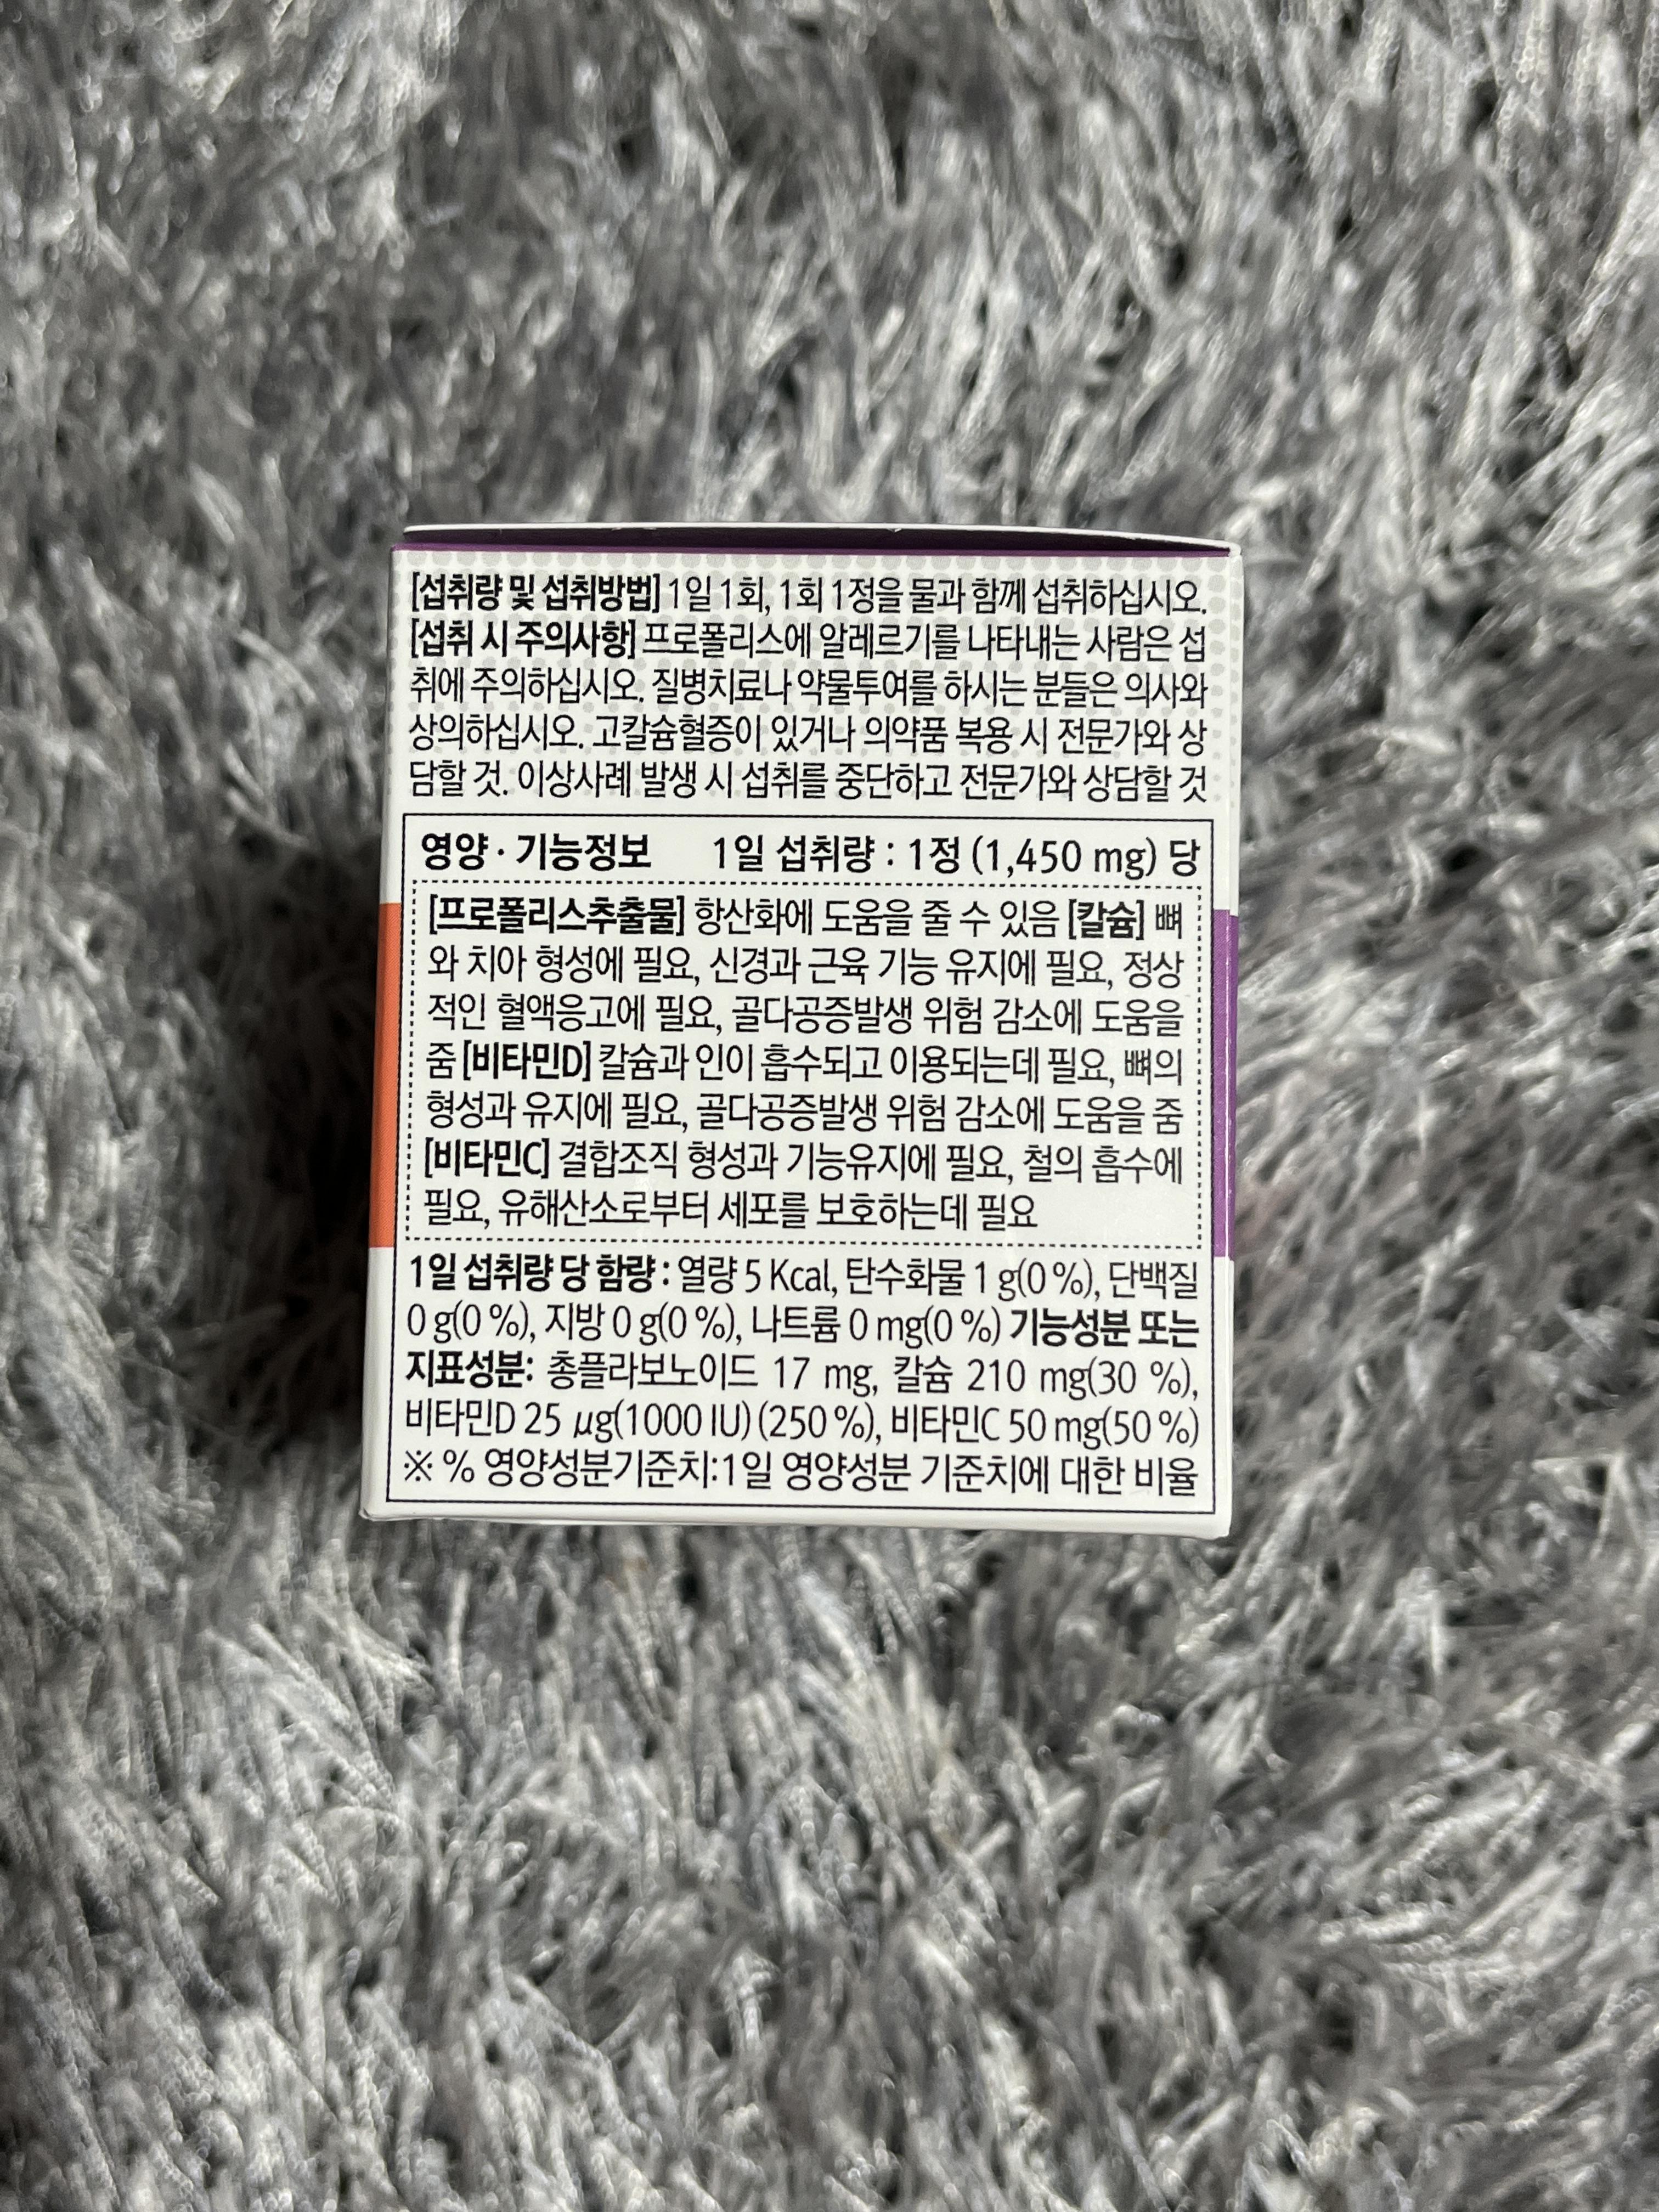 [섭취량 및 섭취방법] 1일 1회, 1회 1정을 물과 함께 섭취하십시오.
[섭취 시 주의사항] 프로폴리스에 알레르기를 나타내는 사람은 섭
취에 주의하십시오. 질병치료나 약물투여를 하시는 분들은 의사와
상의하십시오. 고칼슘혈증이 있거나 의약품 복용 시 전문가와 상
담할 것. 이상사례 발생 시 섭취를 중단하고 전문가와 상담할 것
영양 · 기능정보 1일 섭취량 : 1정 (1,450 mg) 당
[프로폴리스추출물] 항산화에 도움을 줄 수 있음 [칼슘] 뼈
와 치아 형성에 필요, 신경과 근육 기능 유지에 필요, 정상
적인 혈액응고에 필요, 골다공증발생 위험 감소에 도움을
줌 [비타민D] 칼슘과 인이 흡수되고 이용되는데 필요, 뼈의
형성과 유지에 필요, 골다공증발생 위험 감소에 도움을 줌
[비타민C] 결합조직 형성과 기능유지에 필요, 철의 흡수에
필요, 유해산소로부터 세포를 보호하는데 필요
1일 섭취량 당 함량 : 열량 5 Kcal, 탄수화물 1 g(0 %), 단백질
0 g(0 %), 지방 0 g(0 %), 나트륨 0 mg(0 %) 기능성분 또는
지표성분: 총플라보노이드 17 mg, 칼슘 210 mg(30 %),
비타민D 25 μg(1000 IU) (250 %), 비타민C 50 mg(50 %)
※ % 영양성분기준치:1일 영양성분 기준치에 대한 비율